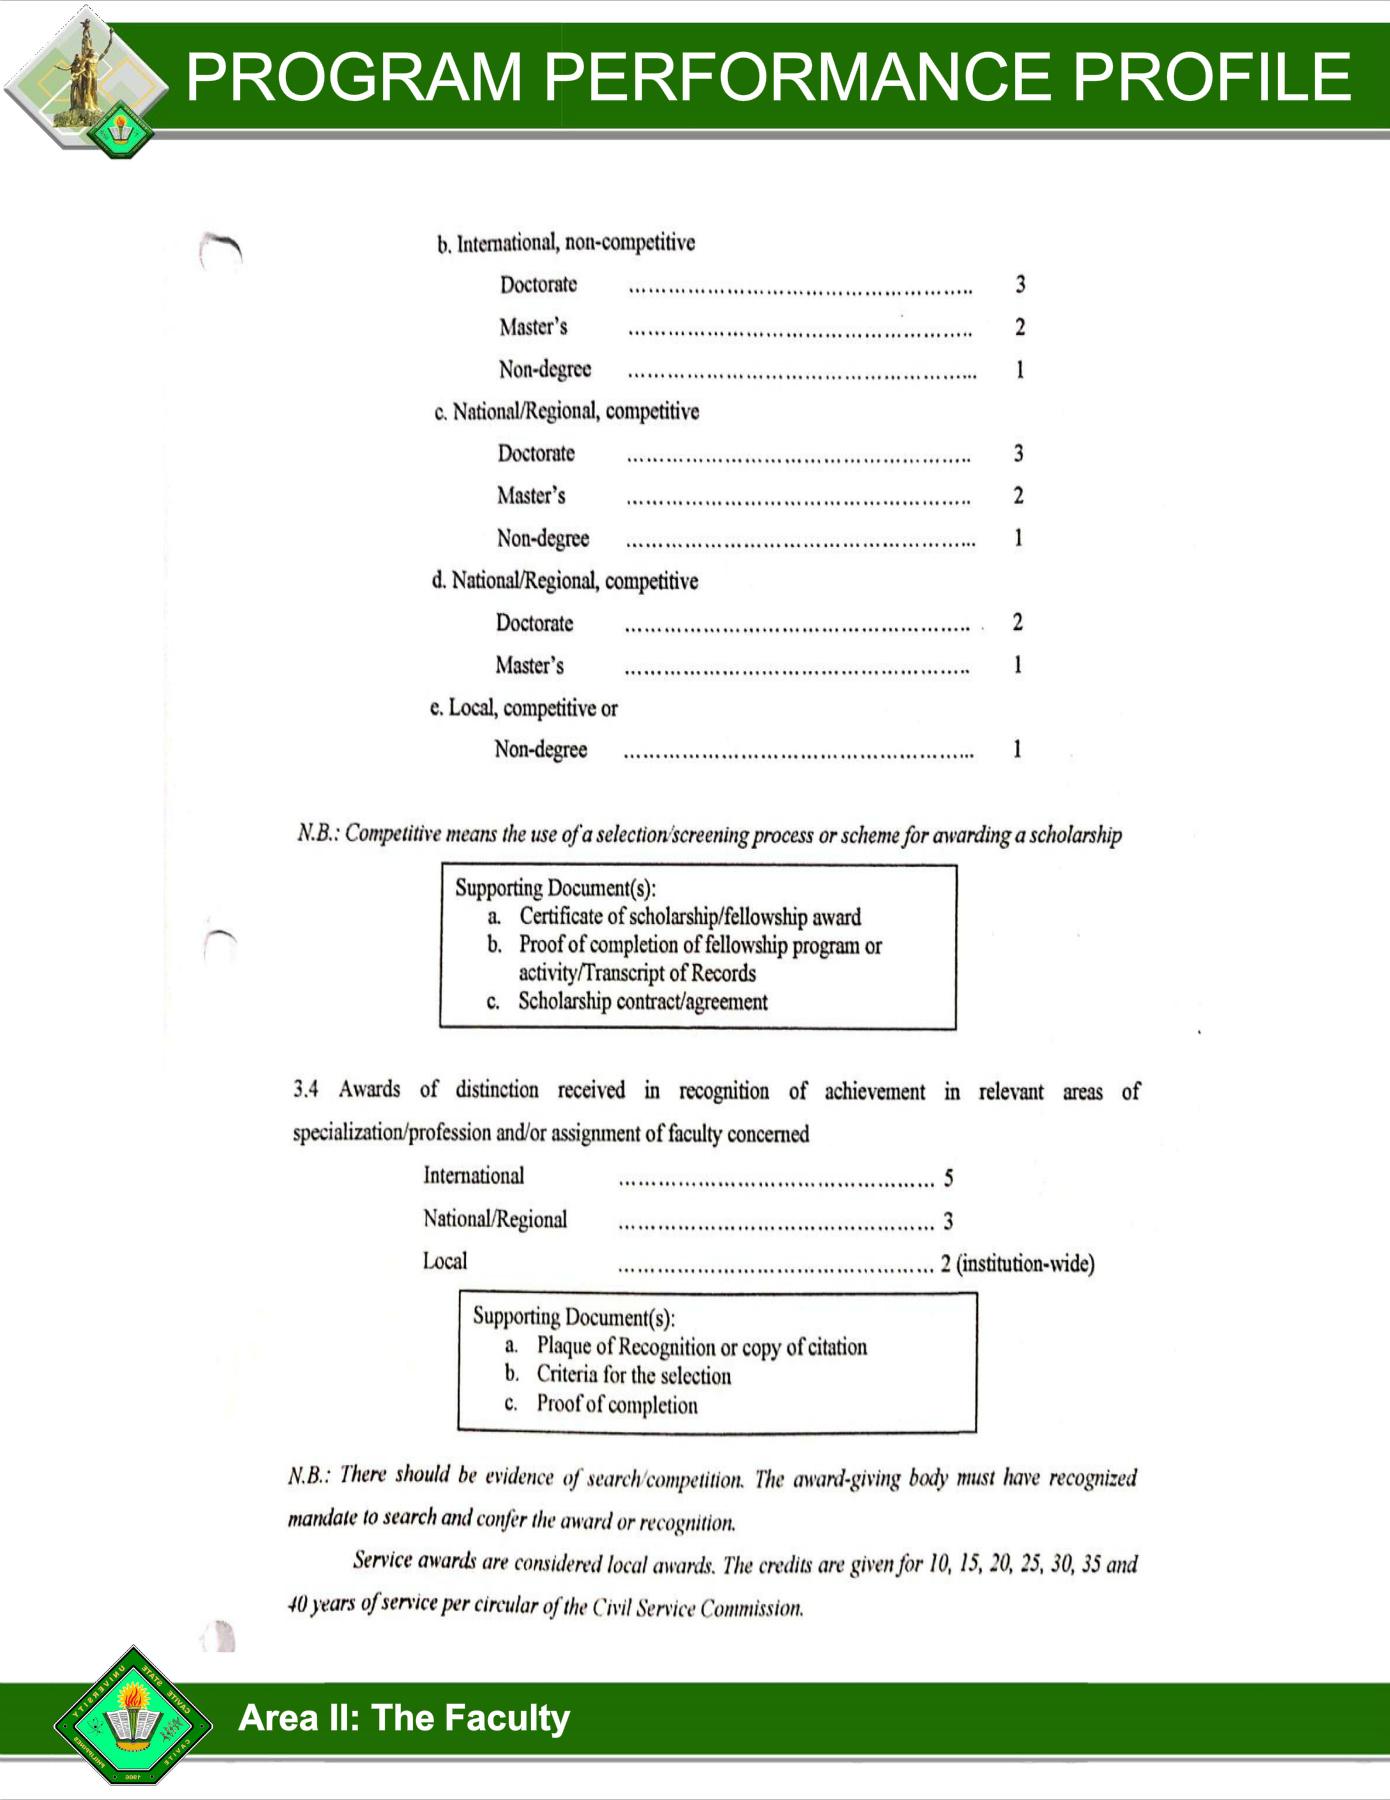 PROGRAM PERFORMANCE PROFILE
b. International, non-competitive
Doctorate ........................................................ 3
Master's ........................................................ 2
Non-degree ........................................................ 1
c. National/Regional, competitive
Doctorate ........................................................ 3
Master's ........................................................ 2
Non-degree ........................................................ 1
d. National/Regional, competitive
Doctorate ........................................................ 2
Master's ........................................................ 1
e. Local, competitive or
Non-degree ........................................................ 1
N.B.: Competitive means the use of a selection/screening process or scheme for awarding a scholarship
Supporting Document(s):
a. Certificate of scholarship/fellowship award
b. Proof of completion of fellowship program or
activity/Transcript of Records
c. Scholarship contract/agreement
3.4 Awards of distinction received in recognition of achievement in relevant areas of
specialization/profession and/or assignment of faculty concerned
International ................................................ 5
National/Regional ................................................ 3
Local ................................................ 2 (institution-wide)
Supporting Document(s):
a. Plaque of Recognition or copy of citation
b. Criteria for the selection
c. Proof of completion
N.B.: There should be evidence of search/competition. The award-giving body must have recognized
mandate to search and confer the award or recognition.
Service awards are considered local awards. The credits are given for 10, 15, 20, 25, 30, 35 and
40 years of service per circular of the Civil Service Commission.
CAVITE STATE UNIVERSITY
CAVITE PHILIPPINES
1906
Area II: The Faculty